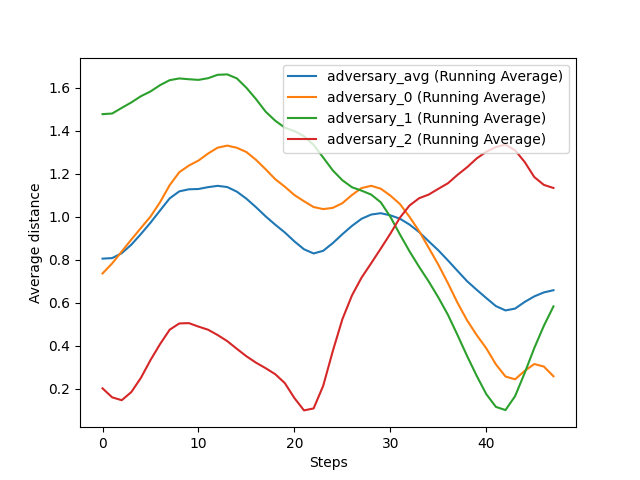 adversary_avg (Running Average)
adversary_0 (Running Average)
adversary_1 (Running Average)
adversary_2 (Running Average)
1.6
1.4
1.2
1.0
0.8
0.6
0.4
0.2
Average distance
0 10 20 30 40
Steps